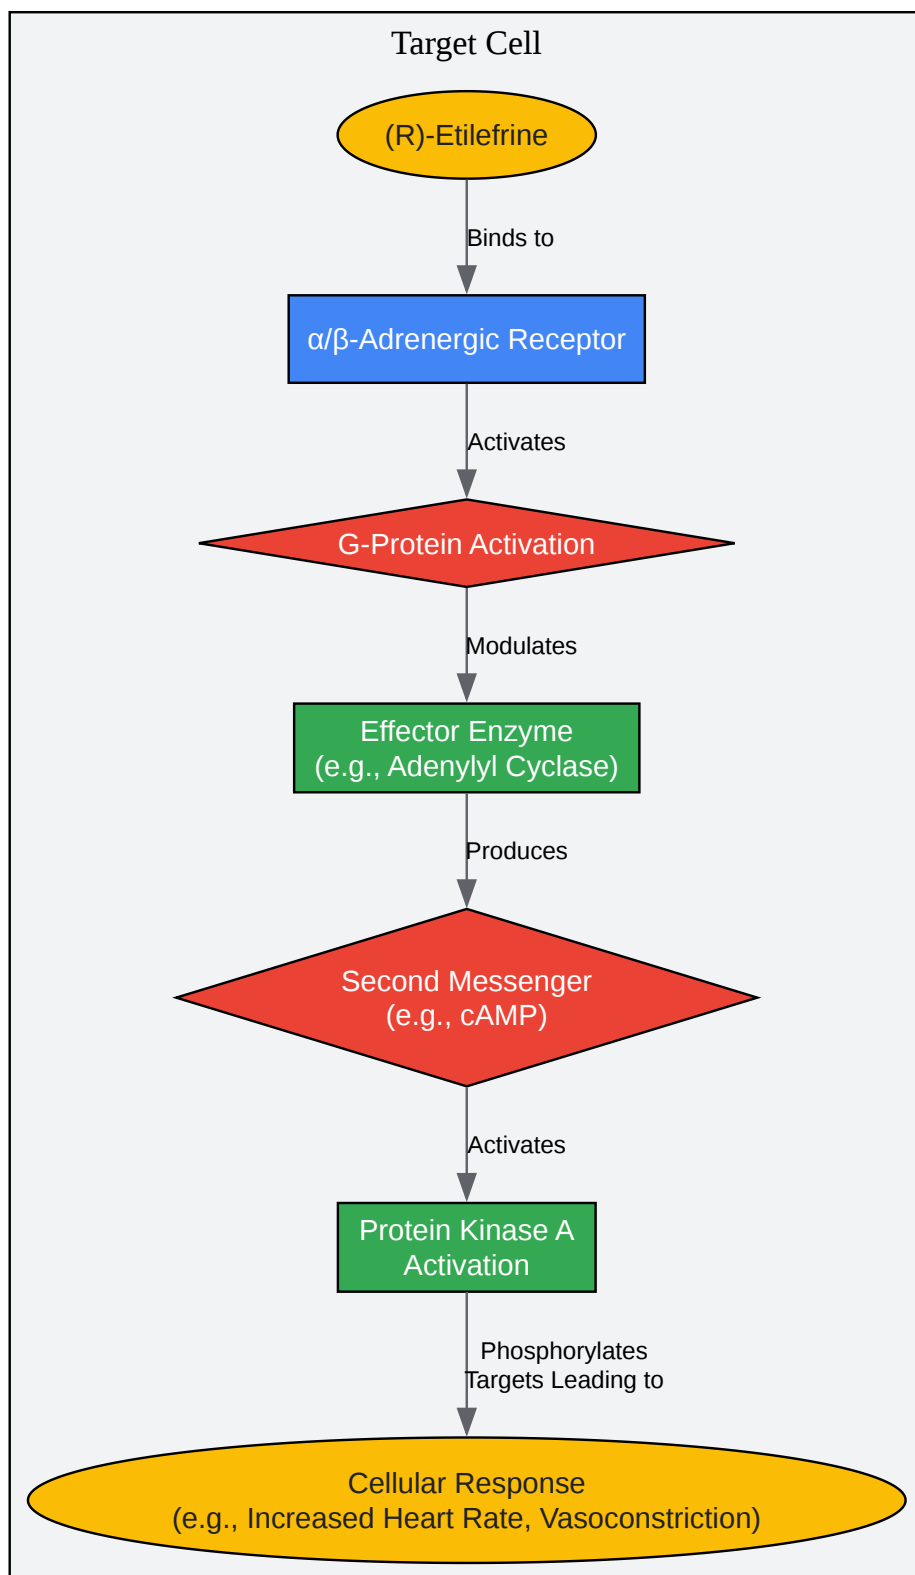 Target Cell
(R)-Etilefrine
Binds to
α/β-Adrenergic Receptor
Activates
G-Protein Activation
Modulates
Effector Enzyme
(e.g., Adenylyl Cyclase)
Produces
Second Messenger
(e.g., cAMP)
Activates
Protein Kinase A
Activation
Phosphorylates
Targets Leading to
Cellular Response
(e.g., Increased Heart Rate, Vasoconstriction)